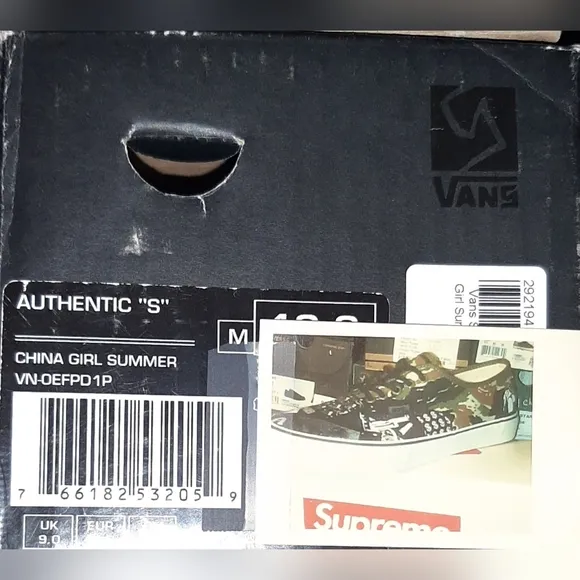 VANS
AUTHENTIC "S"
M
CHINA GIRL SUMMER
VN-0EFPD1P
292194
Vans S
Girl Sum
7 66182 53205 9
UK
9.0
EUR
Supreme